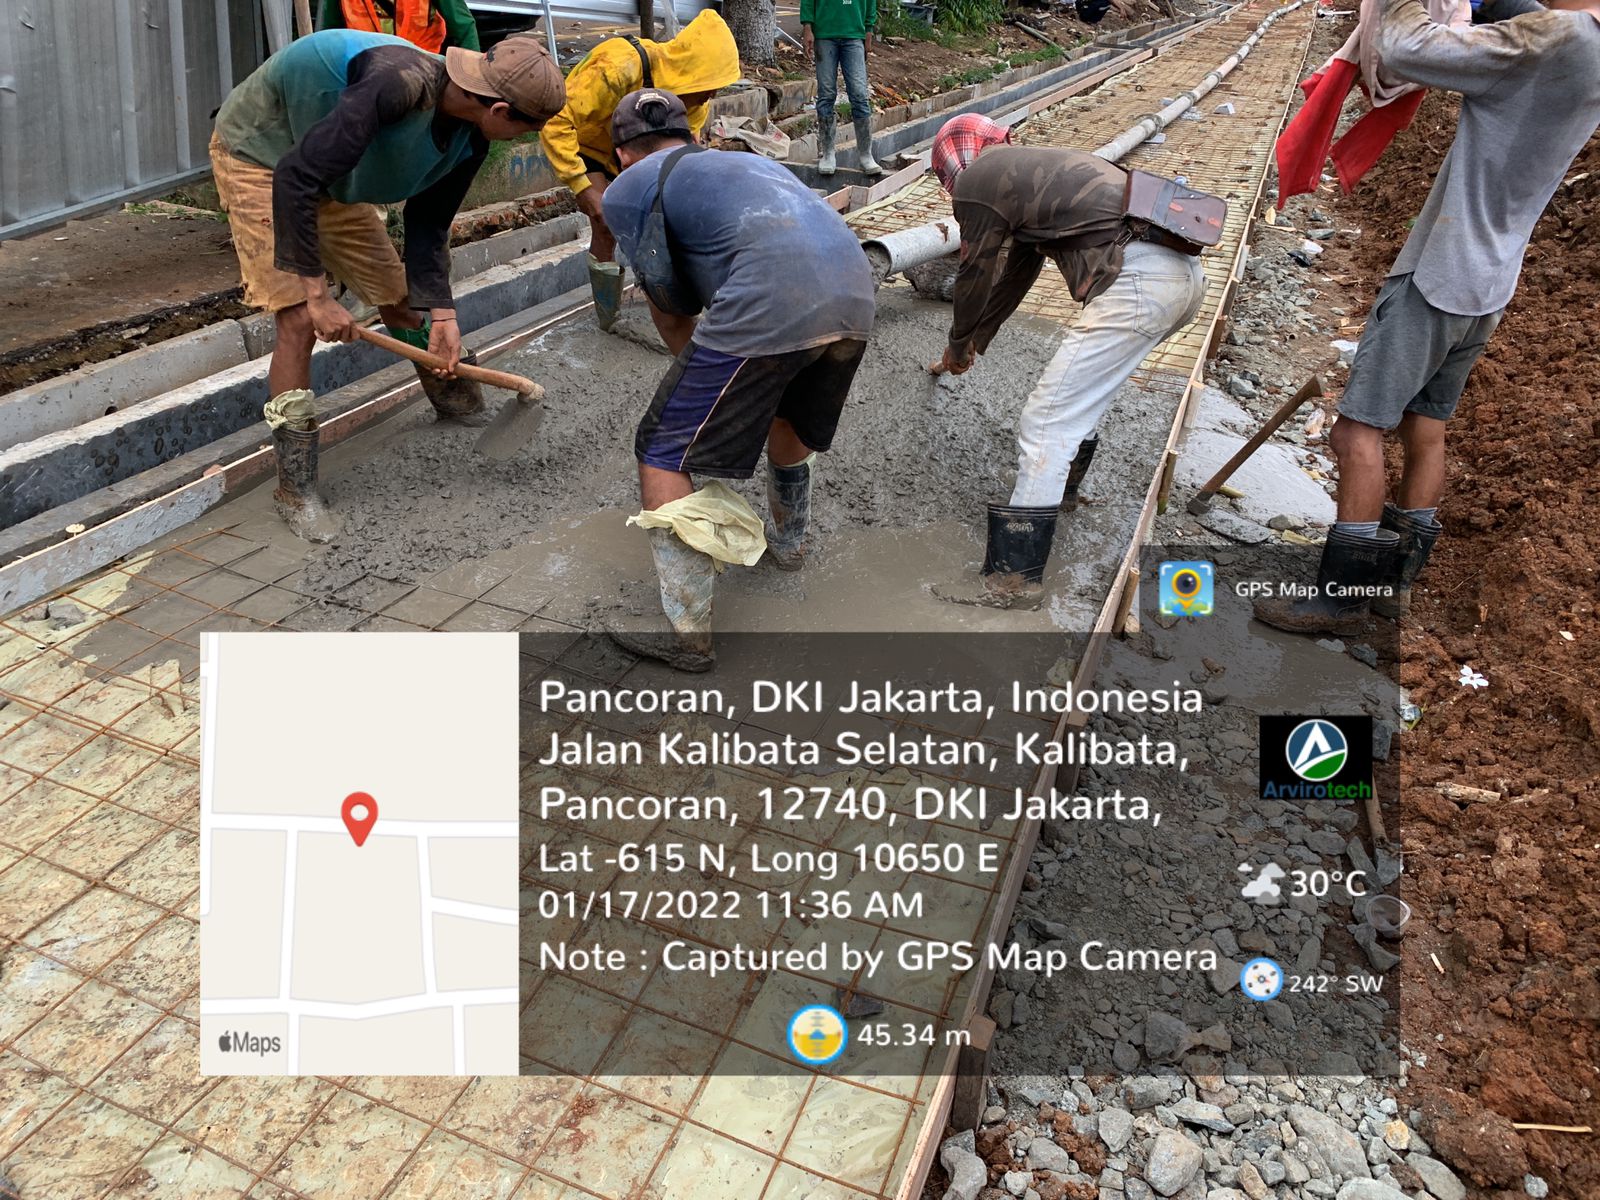 GPS Map Camera
Pancoran, DKI Jakarta, Indonesia
Jalan Kalibata Selatan, Kalibata,
Pancoran, 12740, DKI Jakarta,
Lat -615 N, Long 10650 E
01/17/2022 11:36 AM
Note : Captured by GPS Map Camera
Arvirotech
30°C
242° SW
45.34 m
Maps